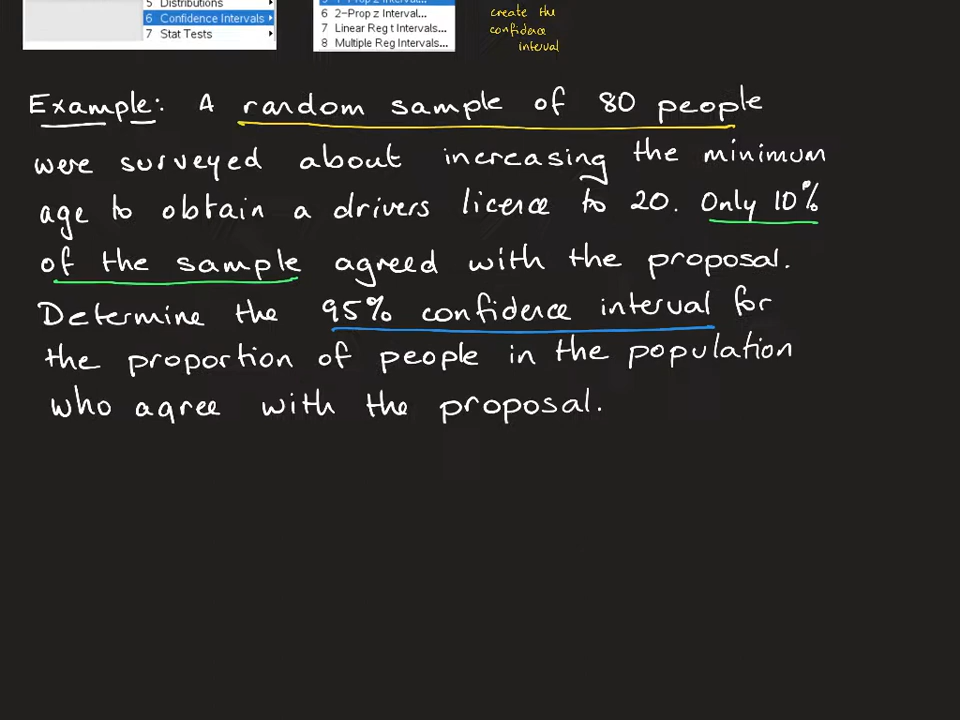 5 Distributions
6 Confidence Intervals
7 Stat Tests
6 2-Prop z Interval...
7 Linear Reg t Intervals...
8 Multiple Reg Intervals...
create the
confidence
interval
Example: A random sample of 80 people
were surveyed about increasing the minimum
age to obtain a drivers licence to 20. Only 10%
of the sample agreed with the proposal.
Determine the 95% confidence interval for
the proportion of people in the population
who agree with the proposal.